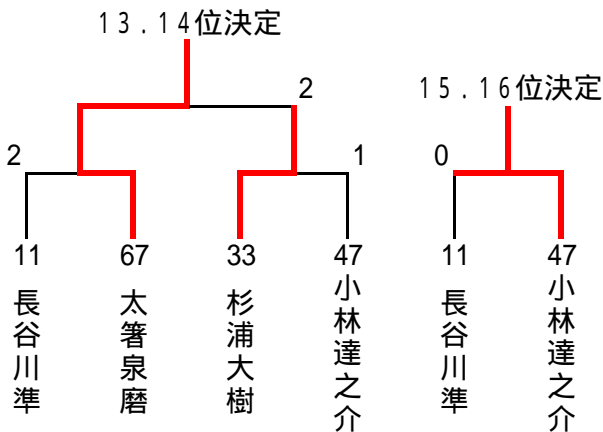 13.14位決定
2
15.16位決定
2
1
0
11
67
33
47
11
47
長谷川準
太箸泉磨
杉浦大樹
小林達之介
長谷川準
小林達之介